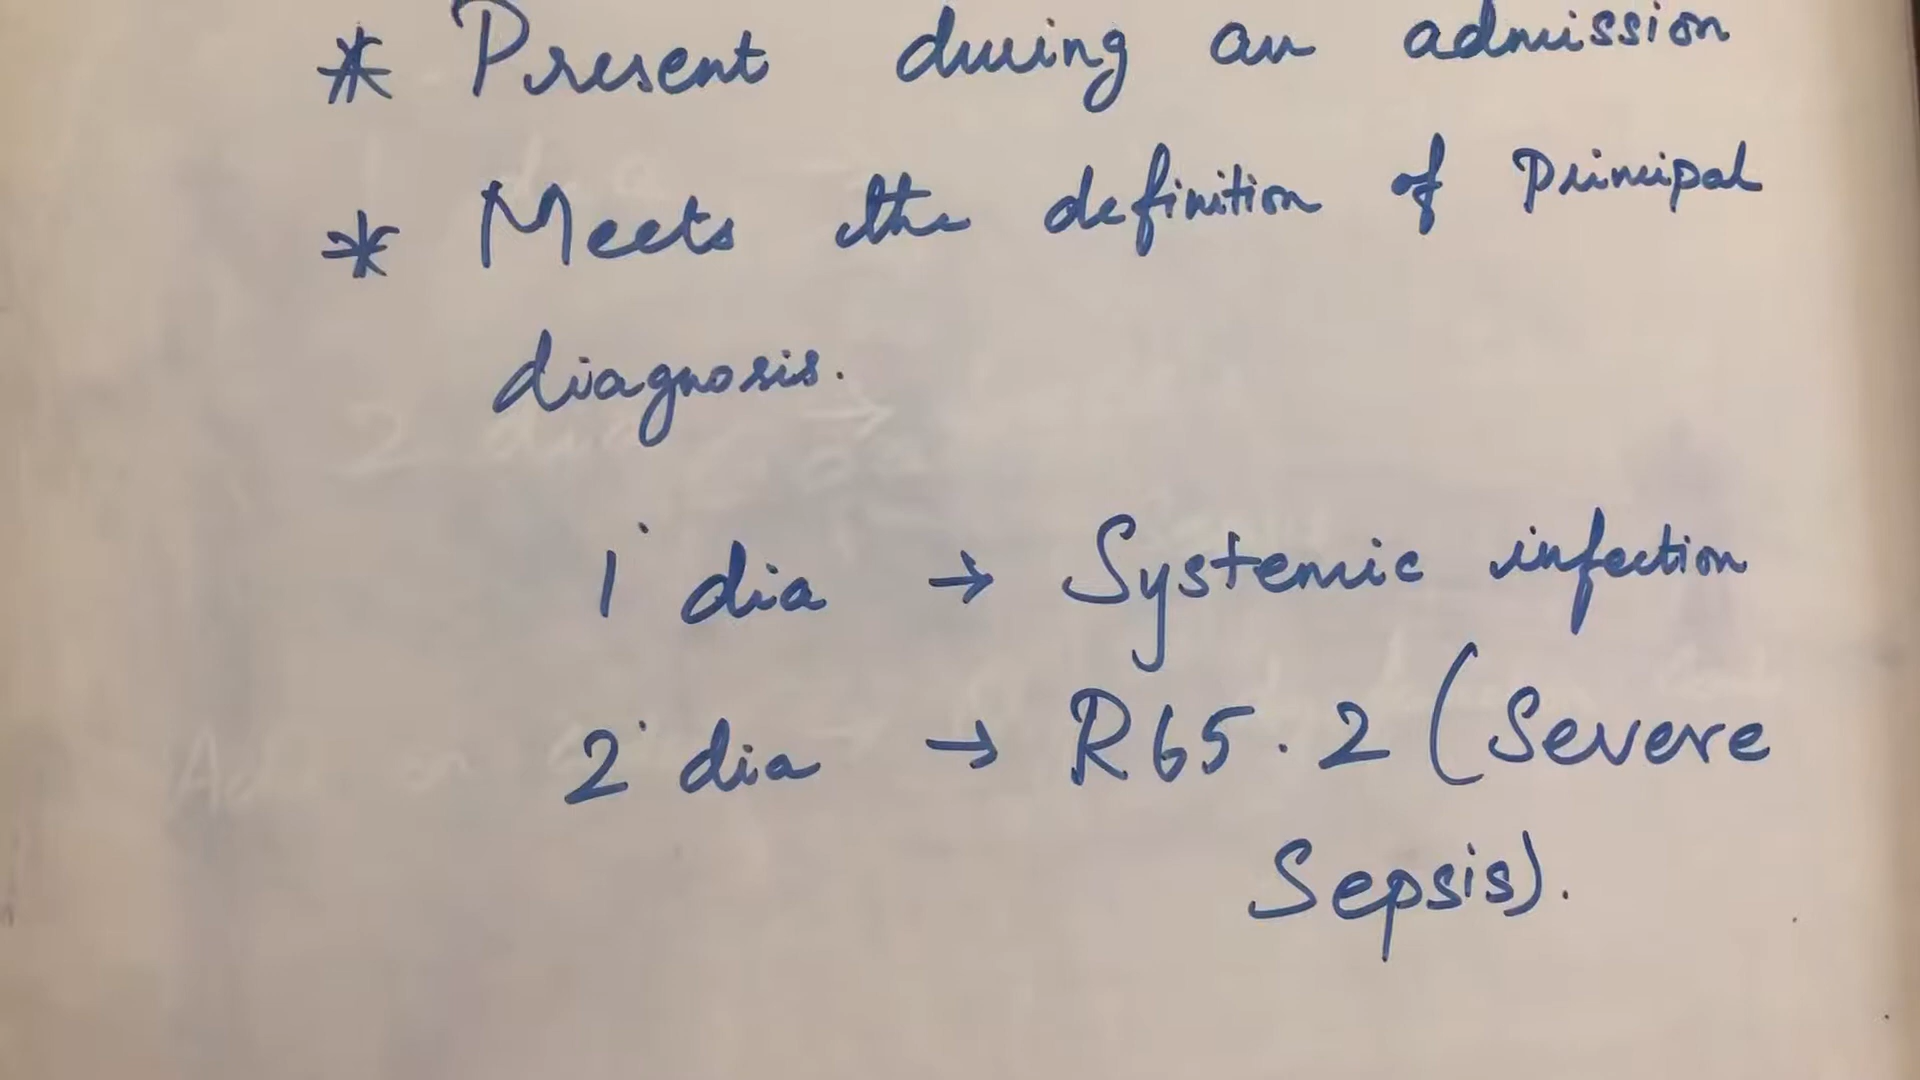 * Present during an admission
* Meets the definition of Principal
diagnosis.
1° dia → Systemic infection
2° dia → R65.2 (Severe
Sepsis).